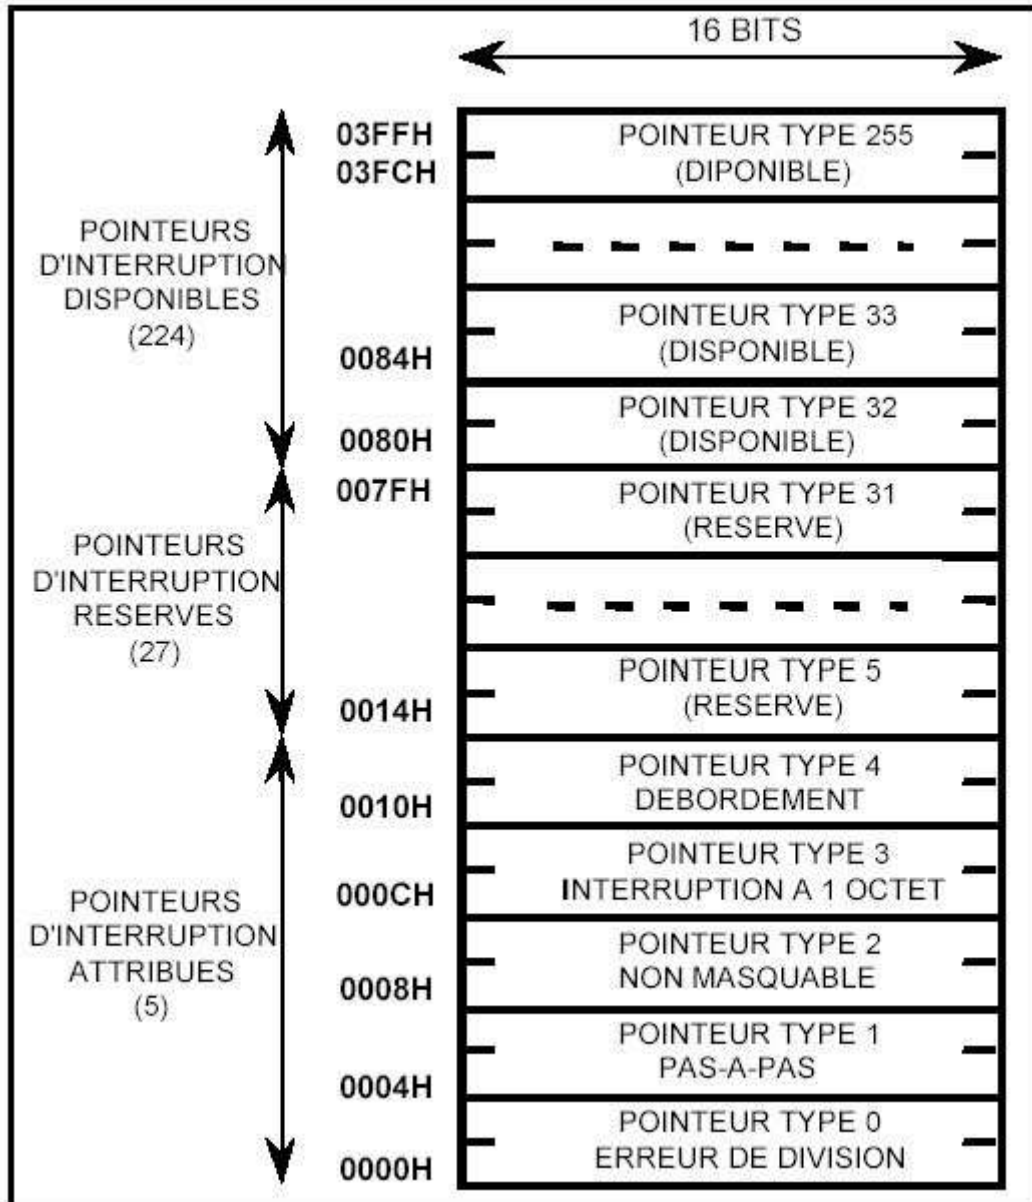 16 BITS
03FFH
03FCH
POINTEUR TYPE 255
(DIPONIBLE)
POINTEURS
D'INTERRUPTION
DISPONIBLES
(224)
0084H
POINTEUR TYPE 33
(DISPONIBLE)
0080H
POINTEUR TYPE 32
(DISPONIBLE)
007FH
POINTEUR TYPE 31
(RESERVE)
POINTEURS
D'INTERRUPTION
RESERVES
(27)
0014H
POINTEUR TYPE 5
(RESERVE)
0010H
POINTEUR TYPE 4
DEBORDEMENT
000CH
POINTEUR TYPE 3
INTERRUPTION A 1 OCTET
POINTEURS
D'INTERRUPTION
ATTRIBUES
(5)
0008H
POINTEUR TYPE 2
NON MASQUABLE
0004H
POINTEUR TYPE 1
PAS-A-PAS
0000H
POINTEUR TYPE 0
ERREUR DE DIVISION